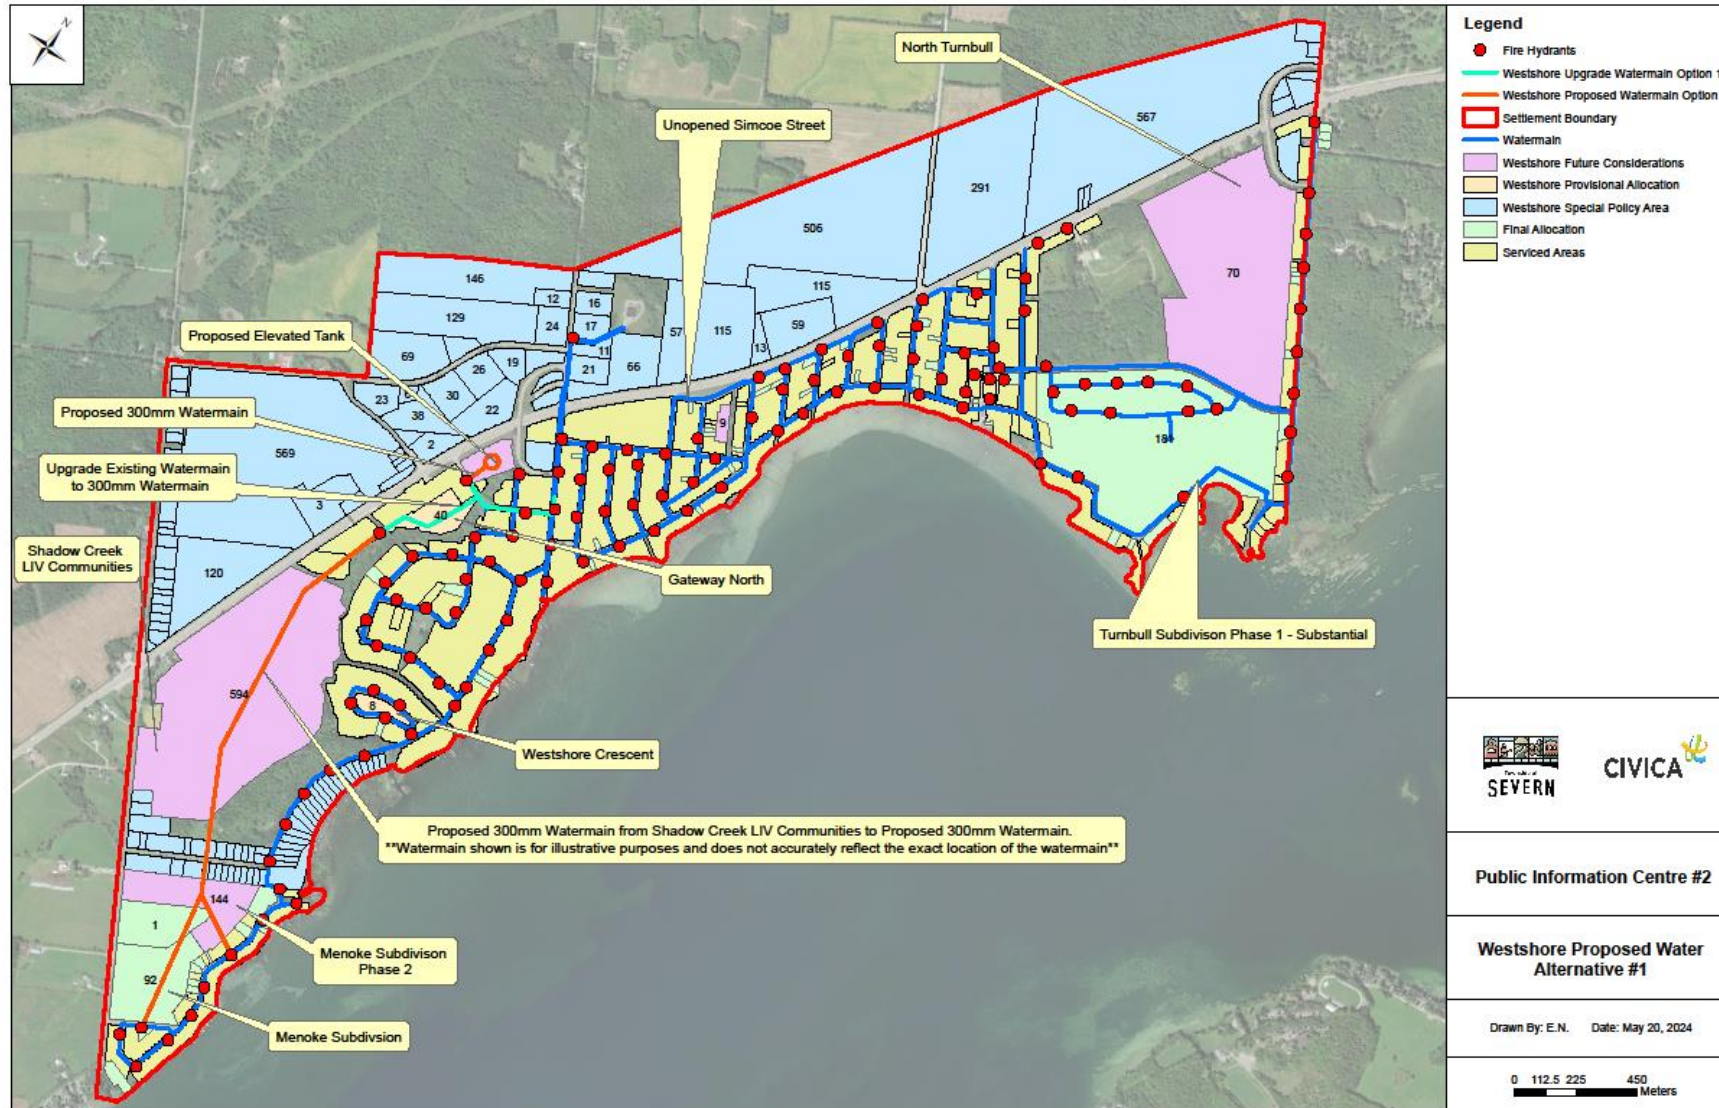 N
North Turnbull
Unopened Simcoe Street
567
291
506
146
12
16
115
129
24
17
57
115
59
70
Proposed Elevated Tank
69
19
11
13
26
21
66
23
30
38
22
Proposed 300mm Watermain
2
9
569
Upgrade Existing Watermain
to 300mm Watermain
3
40
Shadow Creek
LIV Communities
120
Gateway North
Turnbull Subdivison Phase 1 - Substantial
594
8
Westshore Crescent
Proposed 300mm Watermain from Shadow Creek LIV Communities to Proposed 300mm Watermain.
**Watermain shown is for illustrative purposes and does not accurately reflect the exact location of the watermain**
144
1
Menoke Subdivison
Phase 2
92
Menoke Subdivsion
Legend
Fire Hydrants
Westshore Upgrade Watermain Option 1
Westshore Proposed Watermain Option
Settlement Boundary
Watermain
Westshore Future Considerations
Westshore Provisional Allocation
Westshore Special Policy Area
Final Allocation
Serviced Areas
SEVERN
CIVICA
Public Information Centre #2
Westshore Proposed Water
Alternative #1
Drawn By: E.N. Date: May 20, 2024
0 112.5 225 450
Meters